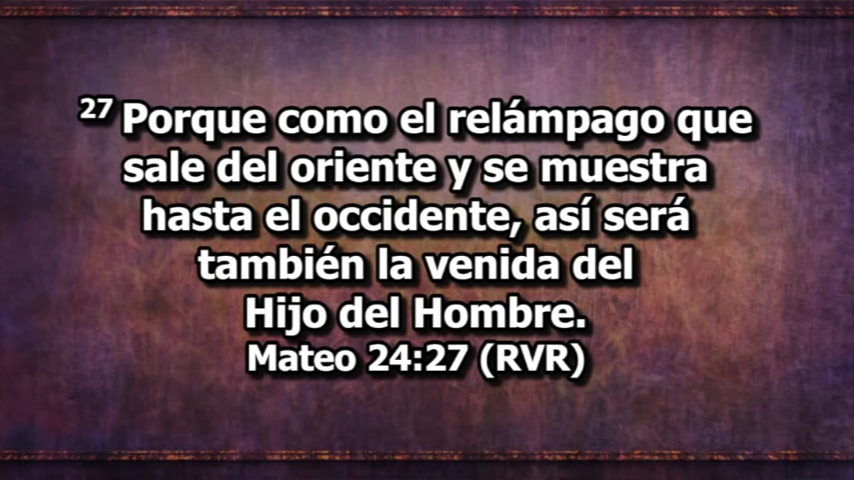 27 Porque como el relámpago que
sale del oriente y se muestra
hasta el occidente, así será
también la venida del
Hijo del Hombre.
Mateo 24:27 (RVR)